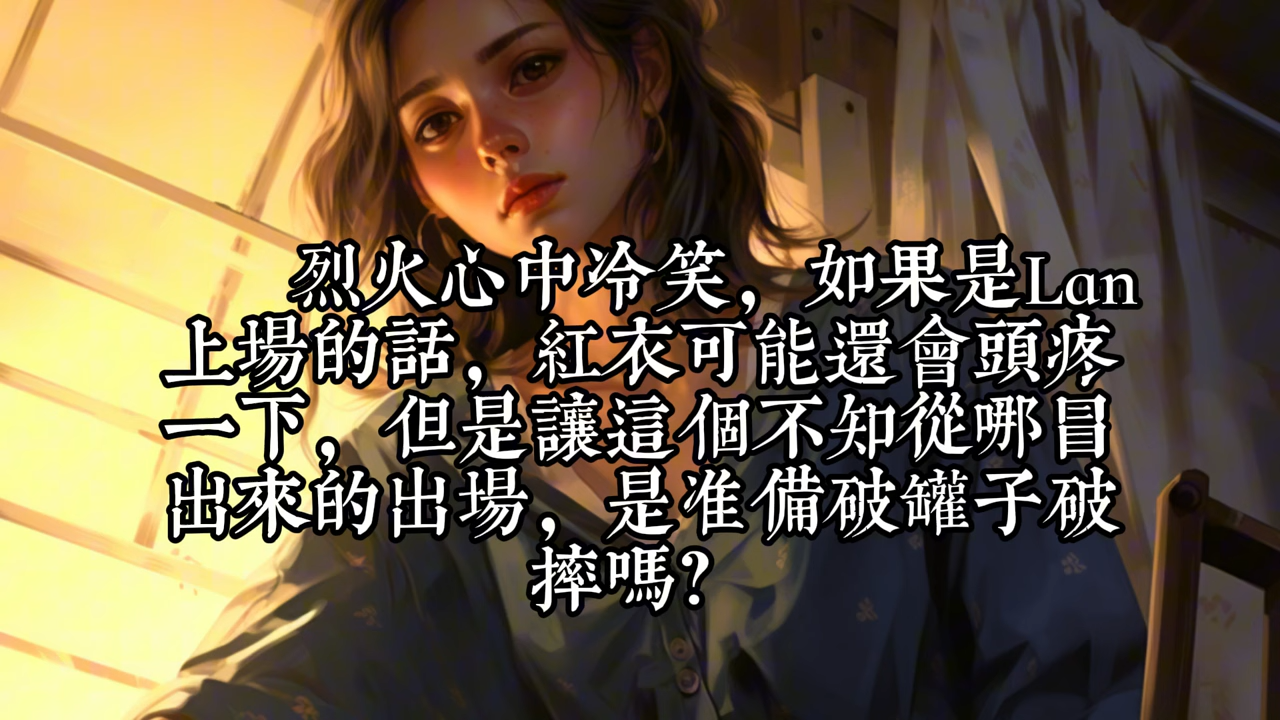 烈火心中冷笑，如果是Lan
上場的話，紅衣可能還會頭疼
一下，但是讓這個不知從哪冒
出來的出場，是准備破罐子破
摔嗎？